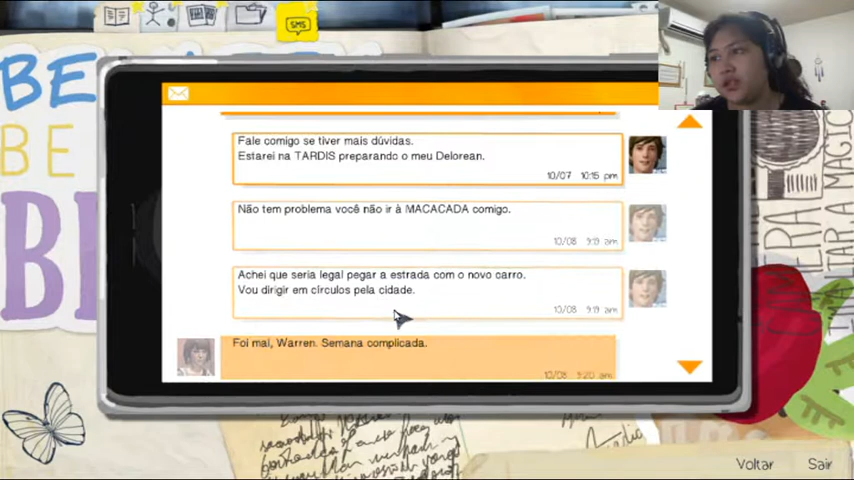 SMS
BE
BE
B
Fale comigo se tiver mais dúvidas.
Estarei na TARDIS preparando o meu Delorean.
10/07 10:15 pm
Não tem problema você não ir à MACACADA comigo.
10/08 9:19 am
Achei que seria legal pegar a estrada com o novo carro.
Vou dirigir em círculos pela cidade.
10/08 9:19 am
Foi mal, Warren. Semana complicada.
10/08 9:20 am
Voltar
Sair